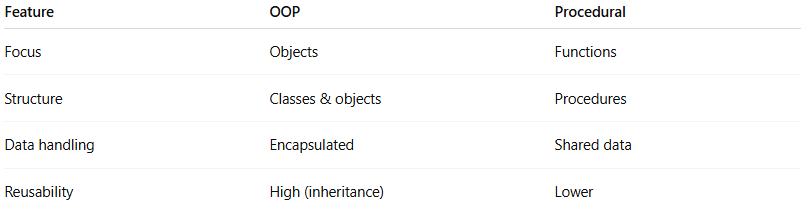 Feature OOP Procedural
Focus Objects Functions
Structure Classes & objects Procedures
Data handling Encapsulated Shared data
Reusability High (inheritance) Lower